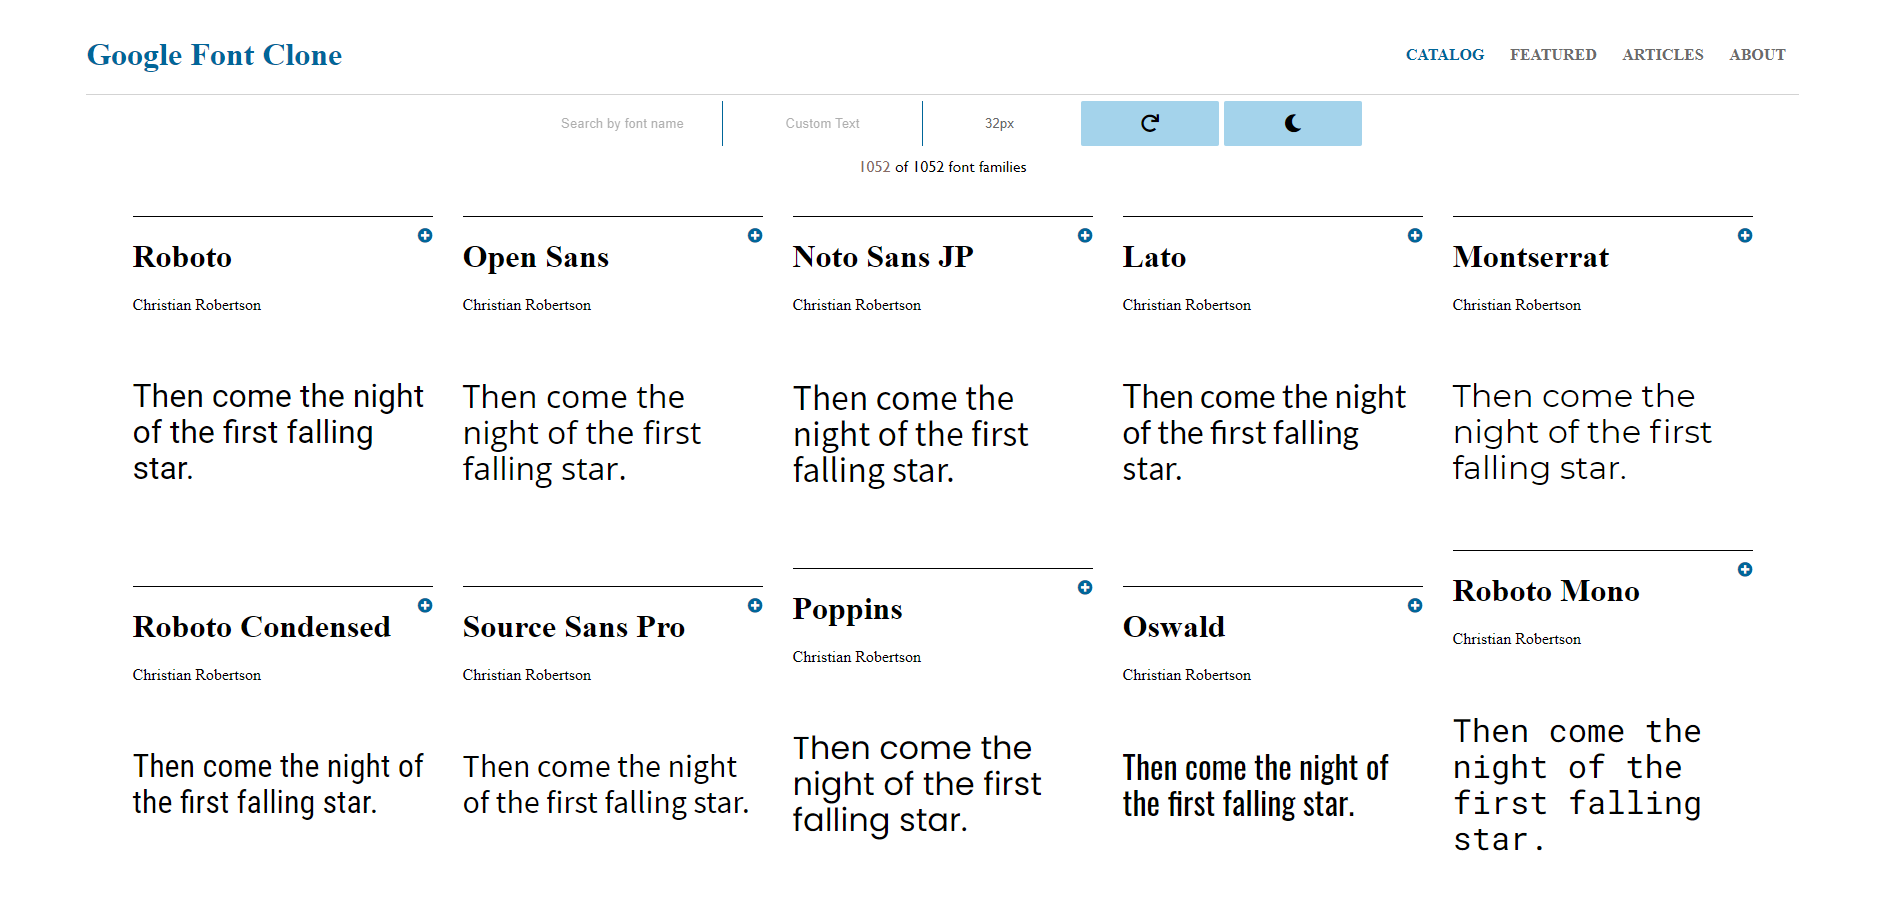 Google Font Clone
CATALOG FEATURED ARTICLES ABOUT
Search by font name
Custom Text
32px
1052 of 1052 font families
Roboto
Christian Robertson
Then come the night
of the first falling
star.
Open Sans
Christian Robertson
Then come the
night of the first
falling star.
Noto Sans JP
Christian Robertson
Then come the
night of the first
falling star.
Lato
Christian Robertson
Then come the night
of the first falling
star.
Montserrat
Christian Robertson
Then come the
night of the first
falling star.
Roboto Condensed
Christian Robertson
Then come the night of
the first falling star.
Source Sans Pro
Christian Robertson
Then come the night
of the first falling star.
Poppins
Christian Robertson
Then come the
night of the first
falling star.
Oswald
Christian Robertson
Then come the night of
the first falling star.
Roboto Mono
Christian Robertson
Then come the
night of the
first falling
star.